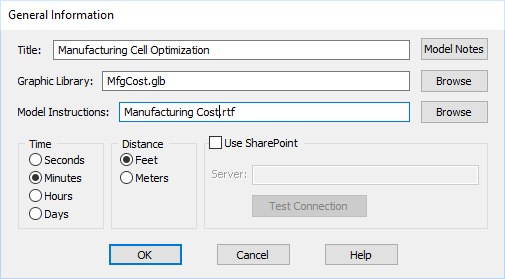 General Information
Title: Manufacturing Cell Optimization Model Notes
Graphic Library: MfgCost.glb Browse
Model Instructions: Manufacturing Cost.rtf Browse
Time Distance Use SharePoint
Seconds Feet
Minutes Meters Server:
Hours
Days Test Connection
OK Cancel Help